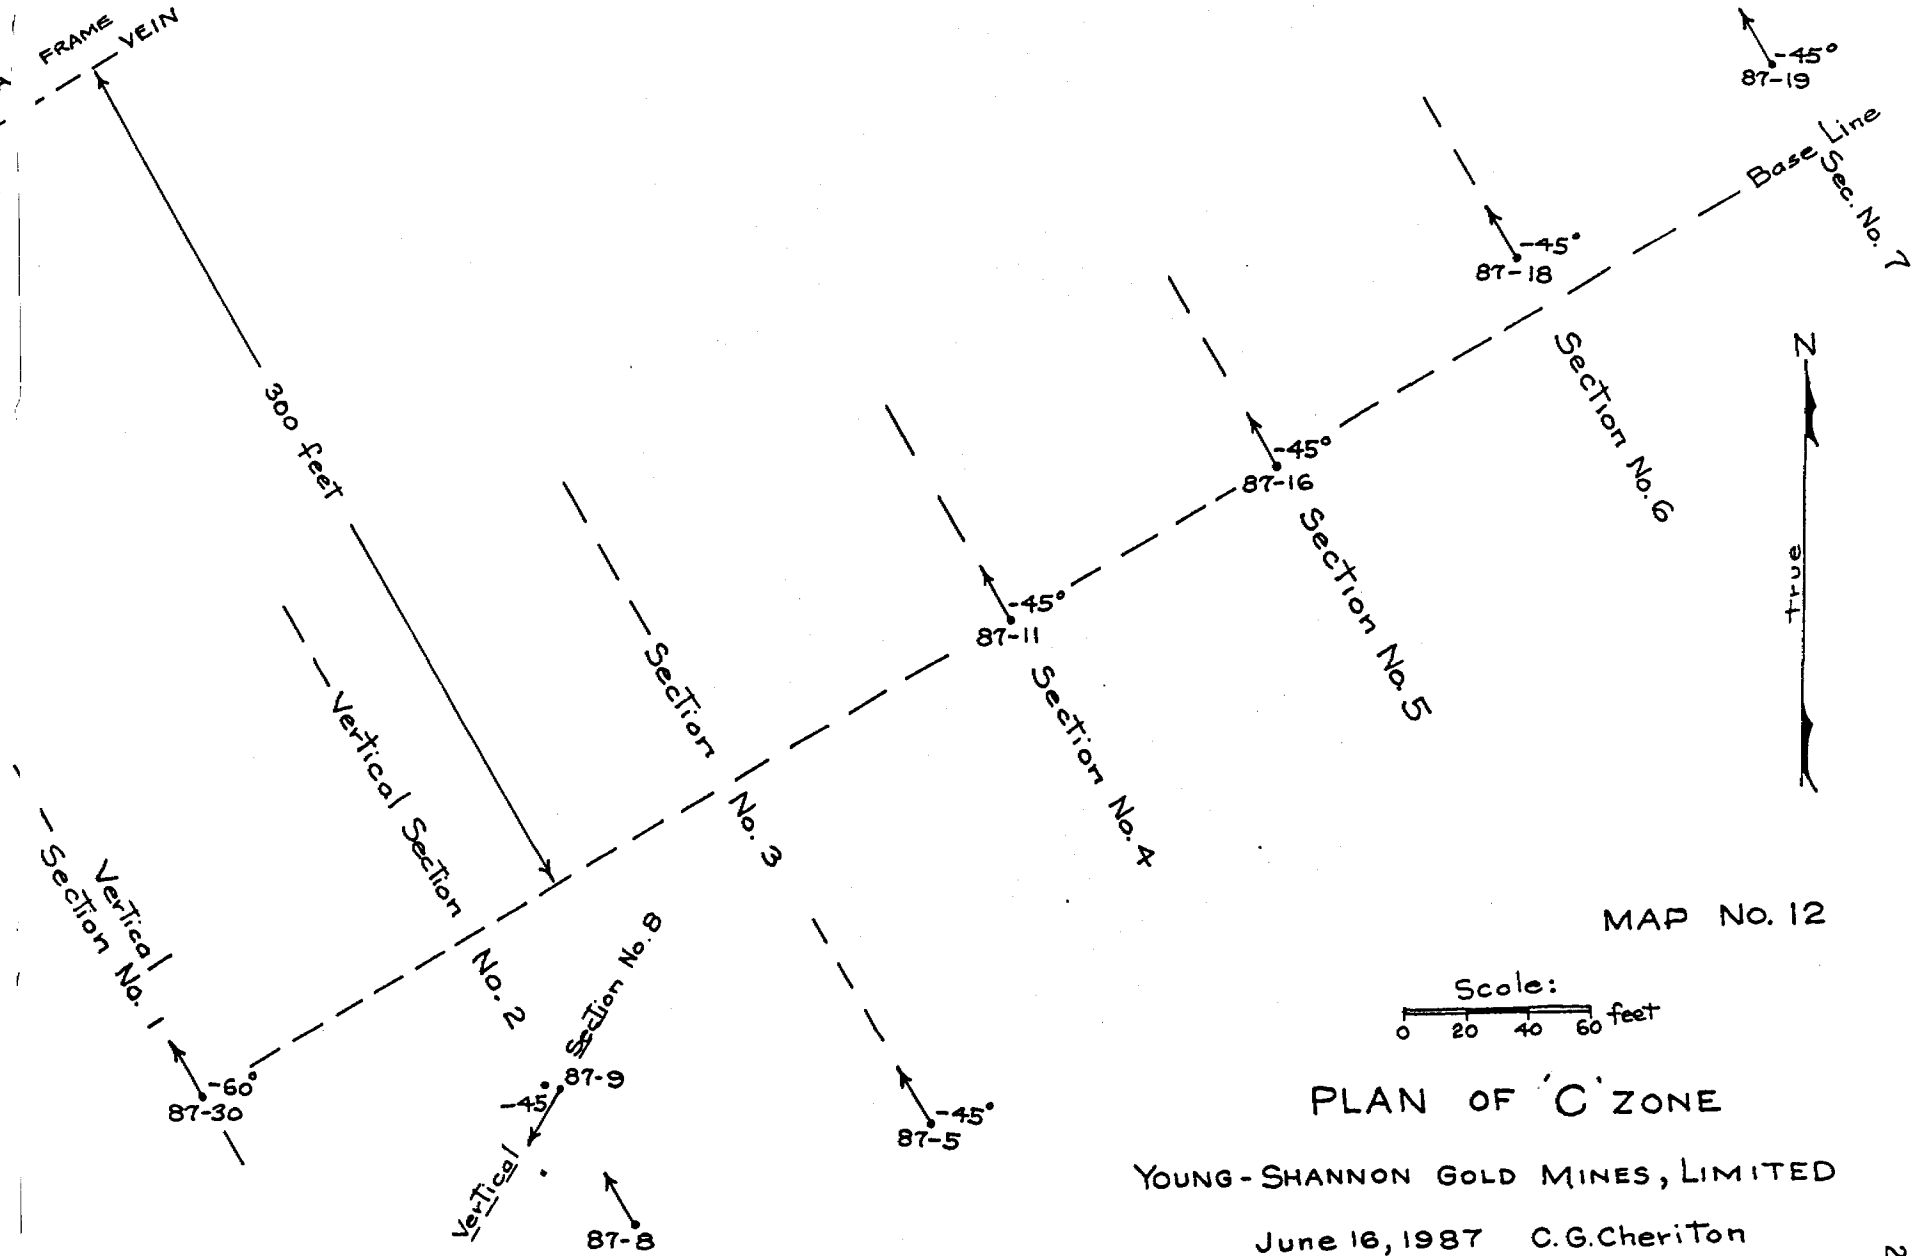 FRAME VEIN
-45°
87-19
Base Line
Sec. No. 7
-45°
87-18
Section No. 6
N
true
300 feet
-45°
87-16
Section No. 5
-45°
87-11
Section No. 4
Section No. 3
Vertical Section No. 2
Vertical
Section No. 1
-60°
87-30
Vertical Section No. 8
87-9
-45°
87-8
-45°
87-5
MAP No. 12
Scale:
0 20 40 60 feet
PLAN OF 'C' ZONE
YOUNG-SHANNON GOLD MINES, LIMITED
June 16, 1987 C.G. Cheriton
2